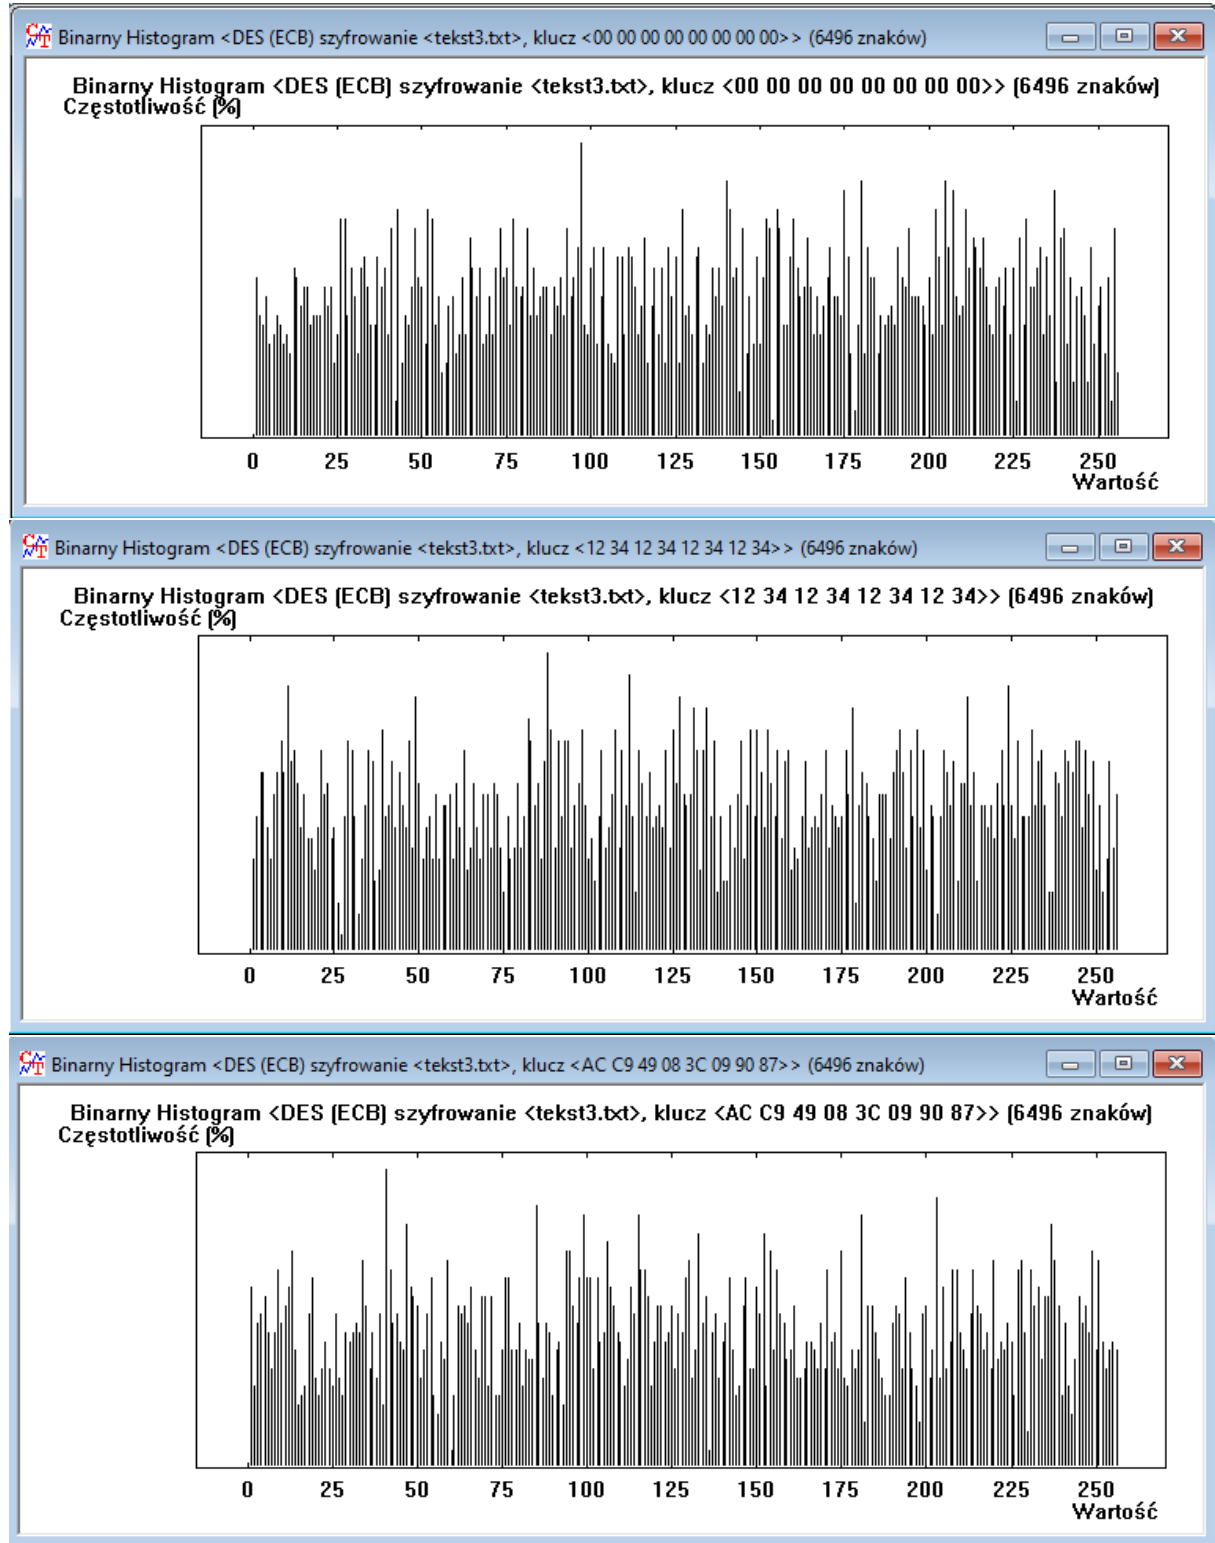 Binarny Histogram <DES (ECB) szyfrowanie <tekst3.txt>, klucz <00 00 00 00 00 00 00 00>> (6496 znaków)
Binarny Histogram <DES (ECB) szyfrowanie <tekst3.txt>, klucz <00 00 00 00 00 00 00 00>> (6496 znaków)
Częstotliwość (%)
0 25 50 75 100 125 150 175 200 225 250
Wartość
Binarny Histogram <DES (ECB) szyfrowanie <tekst3.txt>, klucz <12 34 12 34 12 34 12 34>> (6496 znaków)
Binarny Histogram <DES (ECB) szyfrowanie <tekst3.txt>, klucz <12 34 12 34 12 34 12 34>> (6496 znaków)
Częstotliwość (%)
0 25 50 75 100 125 150 175 200 225 250
Wartość
Binarny Histogram <DES (ECB) szyfrowanie <tekst3.txt>, klucz <AC C9 49 08 3C 09 90 87>> (6496 znaków)
Binarny Histogram <DES (ECB) szyfrowanie <tekst3.txt>, klucz <AC C9 49 08 3C 09 90 87>> (6496 znaków)
Częstotliwość (%)
0 25 50 75 100 125 150 175 200 225 250
Wartość